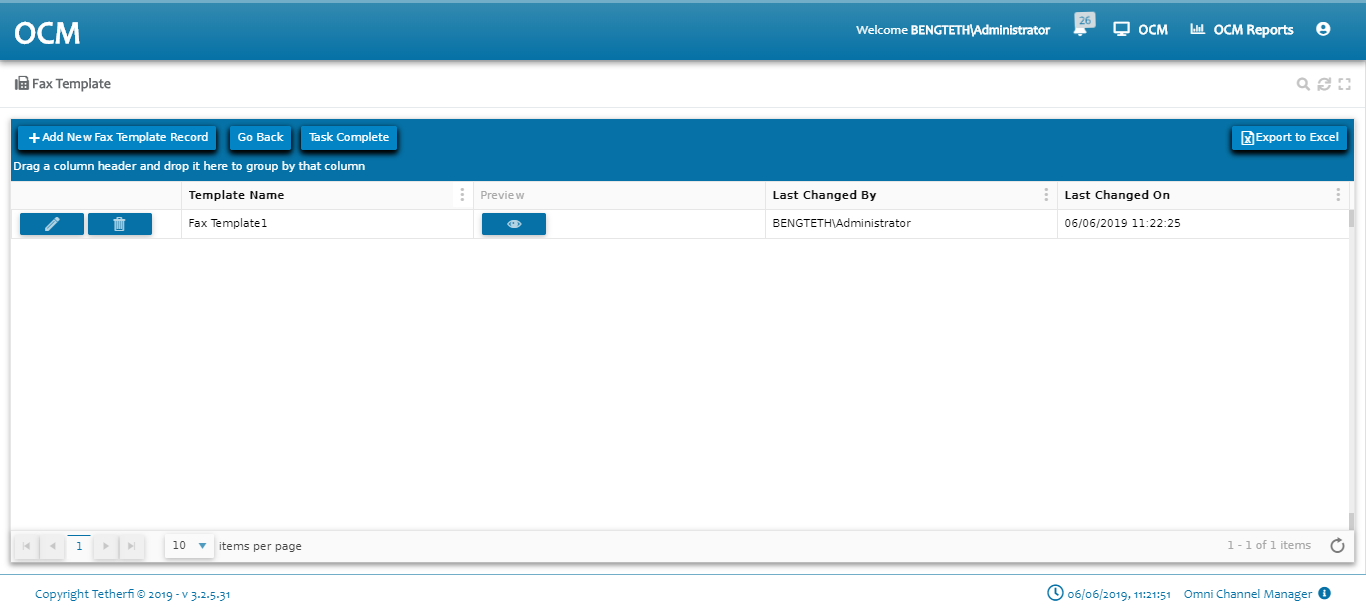 OCM
Welcome BENGTETH\Administrator
26
OCM
OCM Reports
Fax Template
Add New Fax Template Record
Go Back
Task Complete
Export to Excel
Drag a column header and drop it here to group by that column
Template Name
Preview
Last Changed By
Last Changed On
Fax Template1
BENGTETH\Administrator
06/06/2019 11:22:25
1
10
items per page
1 - 1 of 1 items
Copyright Tetherfi © 2019 - v 3.2.5.31
06/06/2019, 11:21:51
Omni Channel Manager